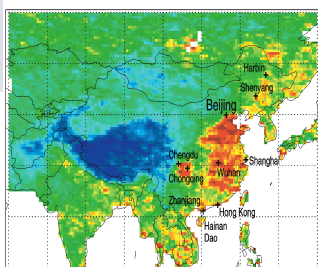 Harbin
Shenyang
Beijing
Chengdu
Shanghai
Wuhan
Chongqing
Zhanjiang
Hong Kong
Hainan
Dao